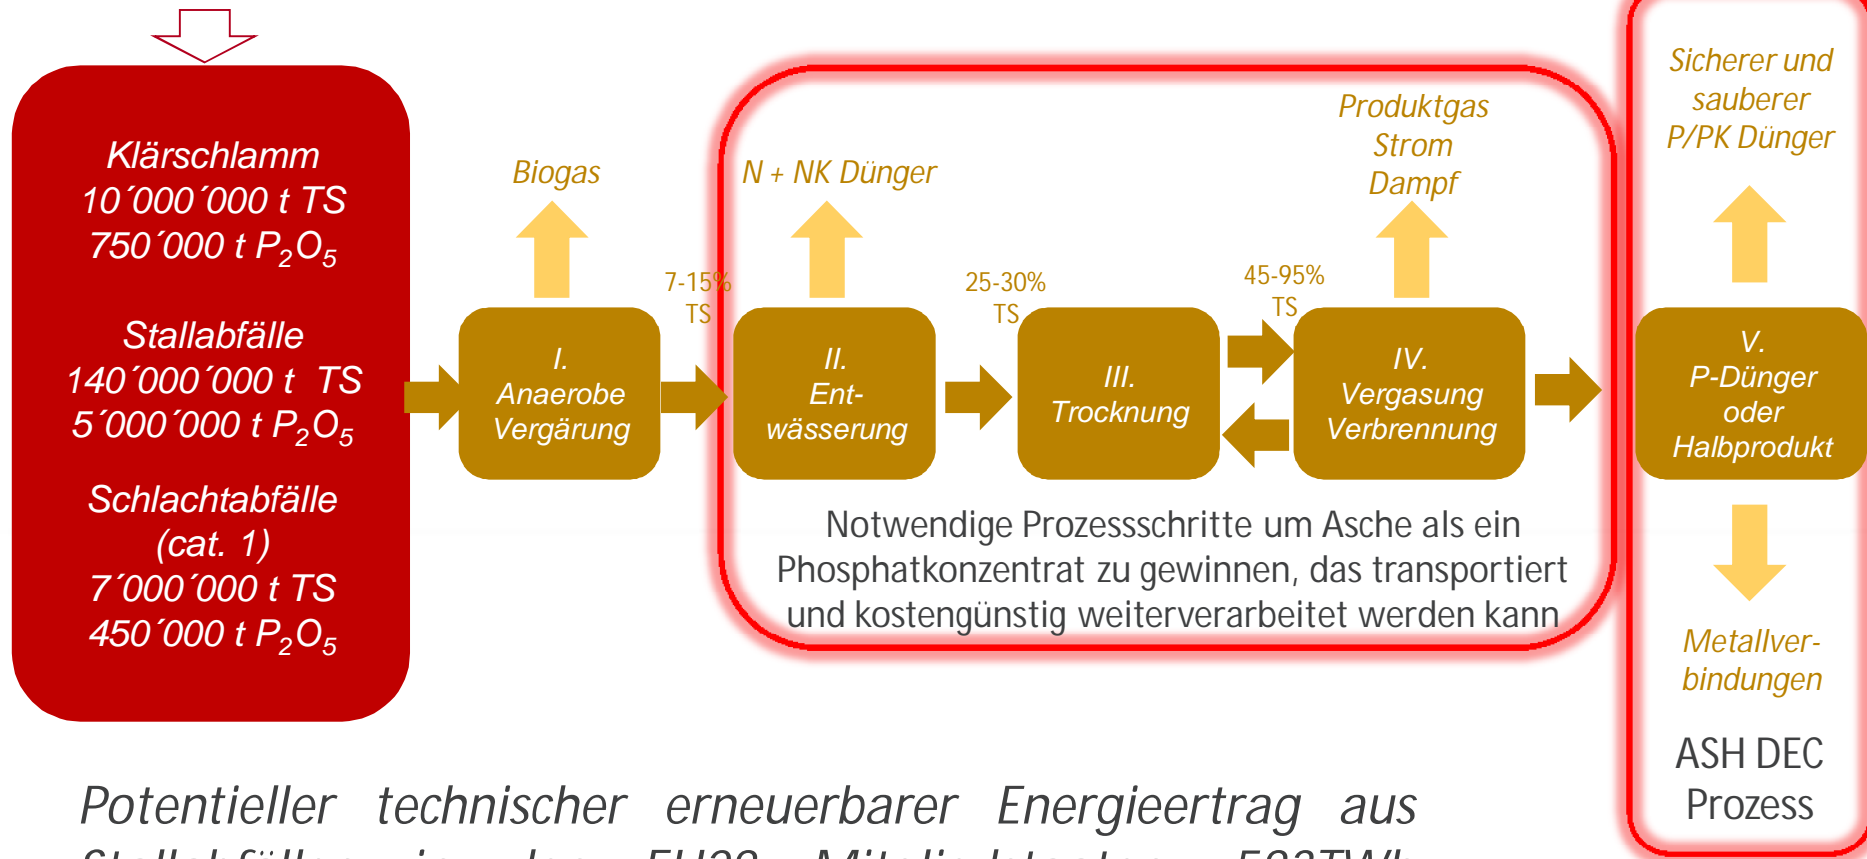 Klärschlamm
10´000´000 t TS
750´000 t P₂O₅
Stallabfälle
140´000´000 t TS
5´000´000 t P₂O₅
Schlachtabfälle
(cat. 1)
7´000´000 t TS
450´000 t P₂O₅
Biogas
I.
Anaerobe
Vergärung
7-15%
TS
N + NK Dünger
II.
Ent-
wässerung
25-30%
TS
III.
Trocknung
45-95%
TS
Produktgas
Strom
Dampf
IV.
Vergasung
Verbrennung
Notwendige Prozessschritte um Asche als ein
Phosphatkonzentrat zu gewinnen, das transportiert
und kostengünstig weiterverarbeitet werden kann
Sicherer und
sauberer
P/PK Dünger
V.
P-Dünger
oder
Halbprodukt
Metallver-
bindungen
ASH DEC
Prozess
Potentieller technischer erneuerbarer Energieertrag aus
Stallabfällen in den